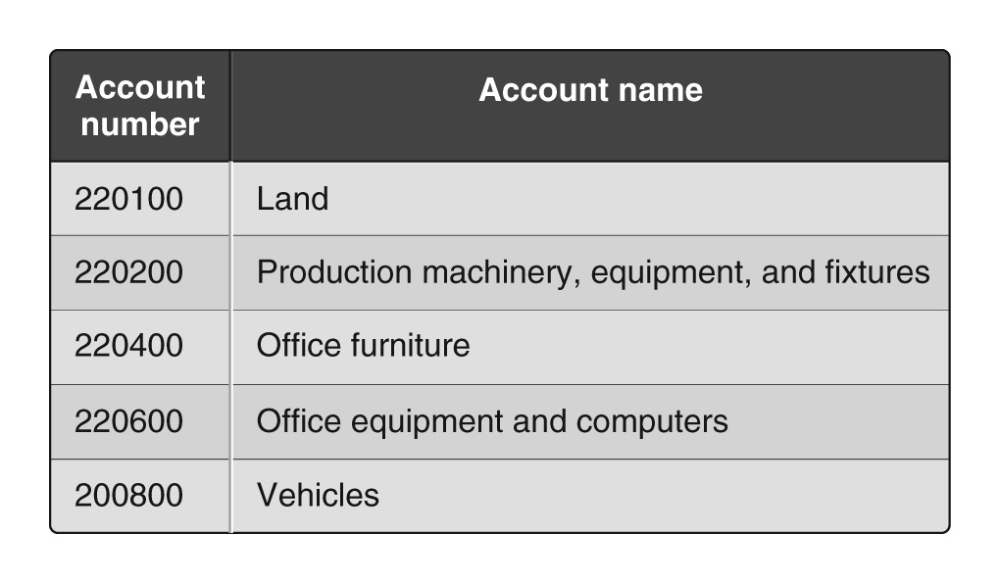 Account number Account name
220100 Land
220200 Production machinery, equipment, and fixtures
220400 Office furniture
220600 Office equipment and computers
200800 Vehicles